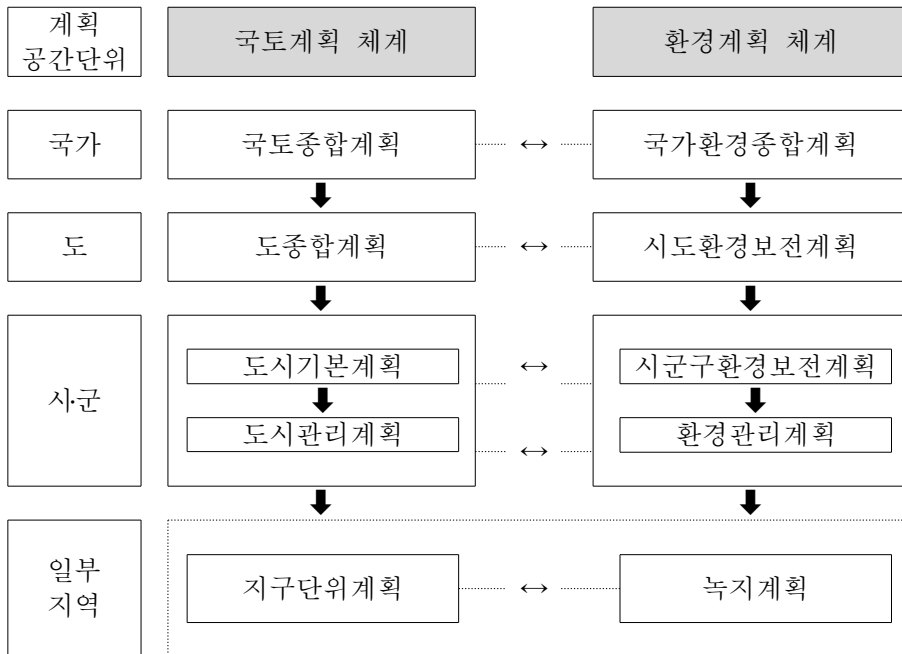 계획
공간단위
국토계획 체계
환경계획 체계
국가
국토종합계획
↔
국가환경종합계획
도
도종합계획
↔
시도환경보전계획
시·군
도시기본계획
↔
시군구환경보전계획
도시관리계획
↔
환경관리계획
일부
지역
지구단위계획
↔
녹지계획